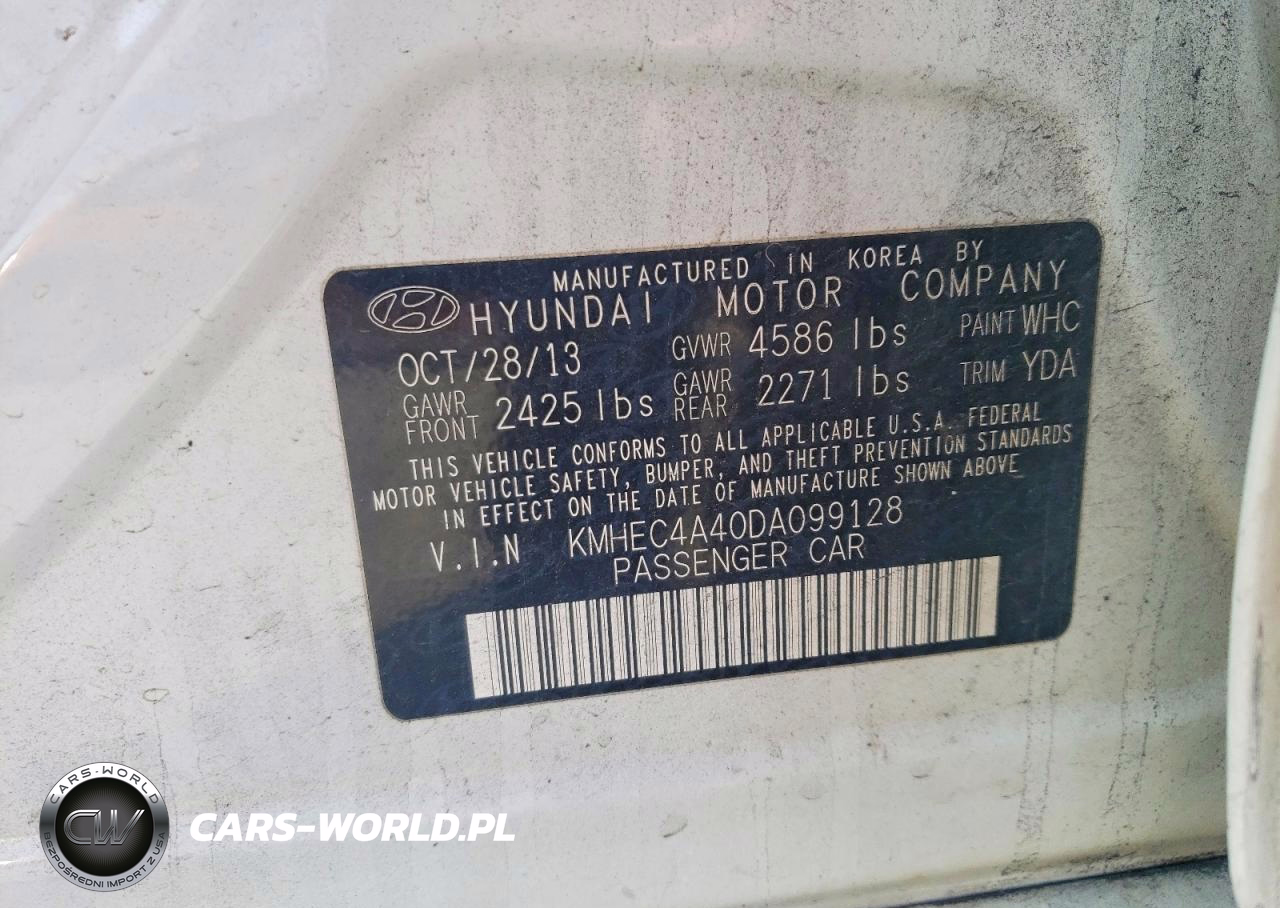 MANUFACTURED IN KOREA BY
HYUNDAI MOTOR COMPANY
OCT/28/13 GVWR 4586 lbs PAINT WHC
GAWR FRONT 2425 lbs GAWR REAR 2271 lbs TRIM YDA
THIS VEHICLE CONFORMS TO ALL APPLICABLE U.S.A. FEDERAL
MOTOR VEHICLE SAFETY, BUMPER, AND THEFT PREVENTION STANDARDS
IN EFFECT ON THE DATE OF MANUFACTURE SHOWN ABOVE
V.I.N KMHEC4A40DA099128
PASSENGER CAR
CARS-WORLD
CW
BEZPOŚREDNI IMPORT Z USA
CARS-WORLD.PL